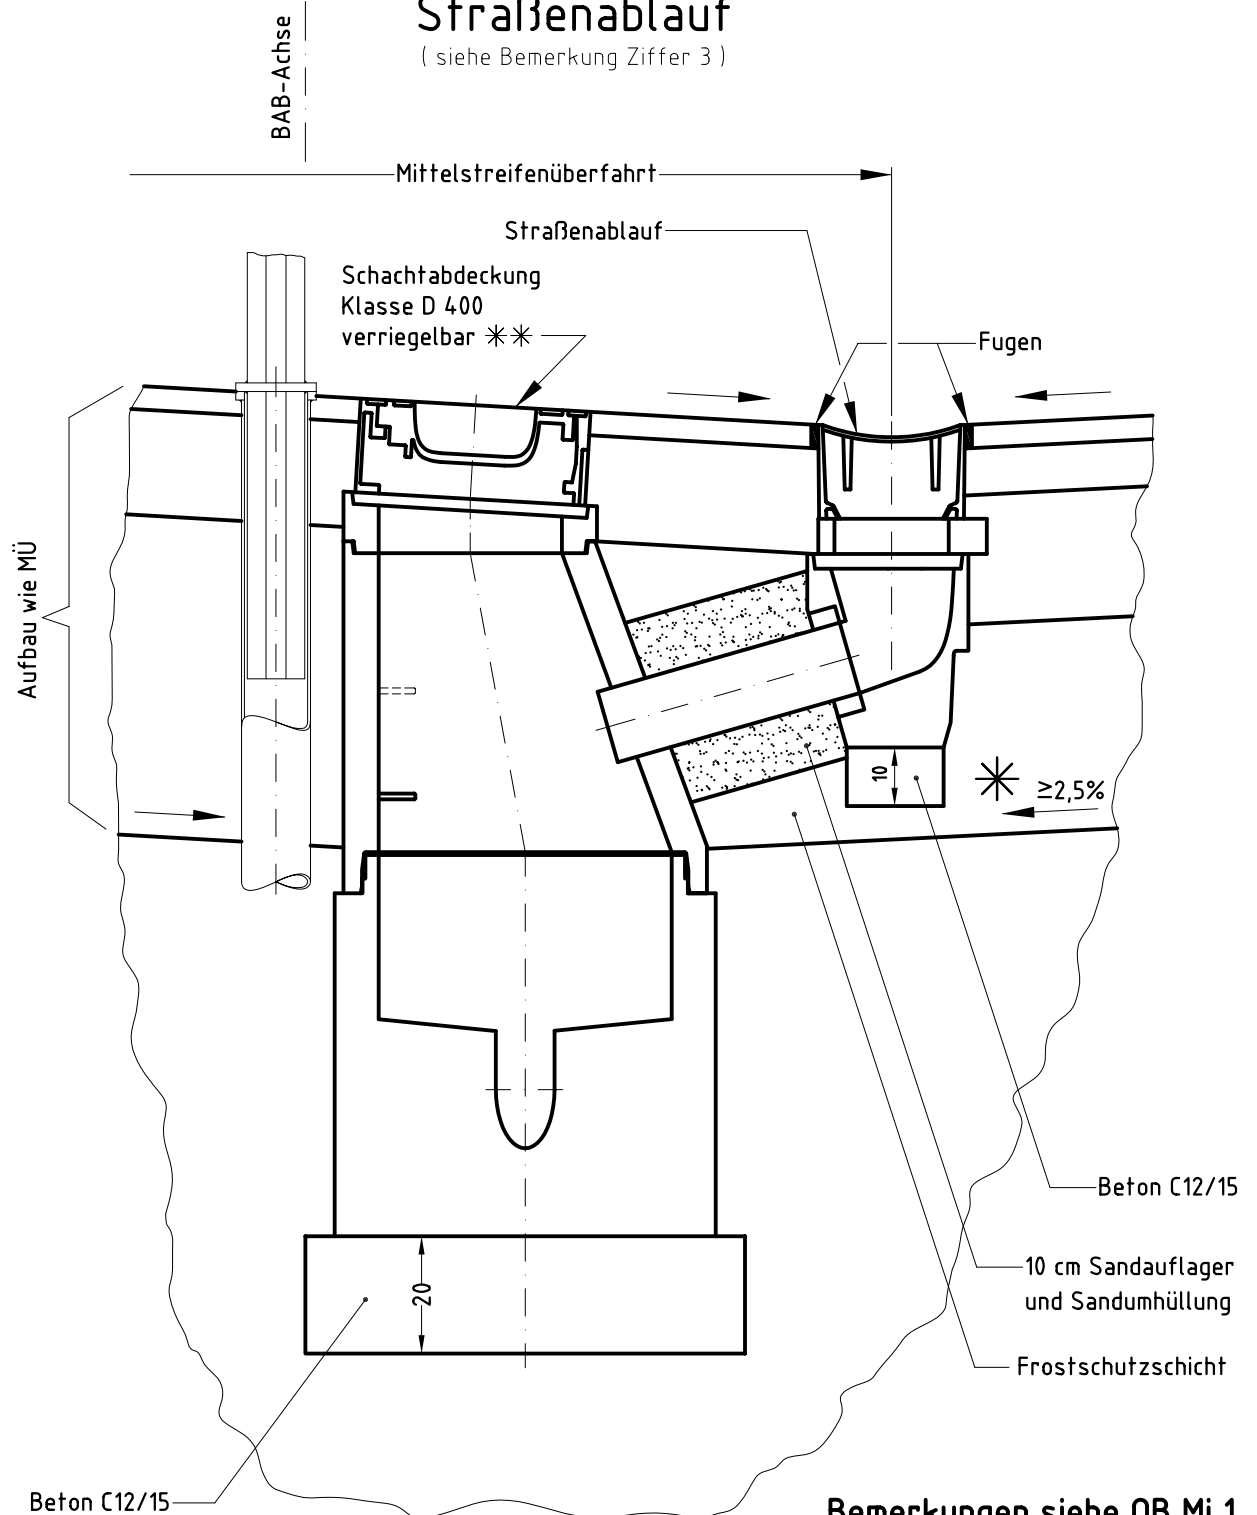 Straßenablauf
( siehe Bemerkung Ziffer 3 )
BAB-Achse
Mittelstreifenüberfahrt
Straßenablauf
Schachtabdeckung
Klasse D 400
verriegelbar ✳✳
Fugen
Aufbau wie MÜ
10
✳ ≥2,5%
Beton C12/15
10 cm Sandauflager
und Sandumhüllung
20
Frostschutzschicht
Beton C12/15
Bemerkungen siehe QB Mi 1